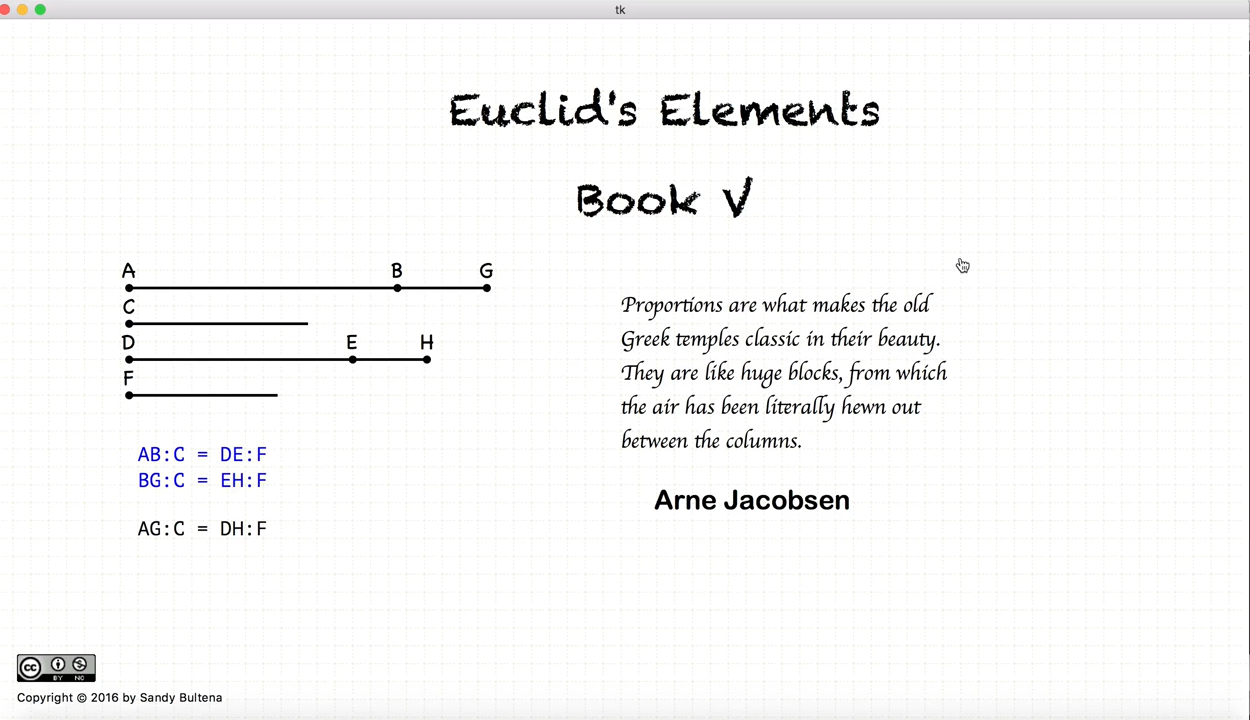 tk
Euclid's Elements
Book V
A B G
C
D E H
F
AB:C = DE:F
BG:C = EH:F
AG:C = DH:F
Proportions are what makes the old
Greek temples classic in their beauty.
They are like huge blocks, from which
the air has been literally hewn out
between the columns.
Arne Jacobsen
cc
BY NC
Copyright © 2016 by Sandy Bultena